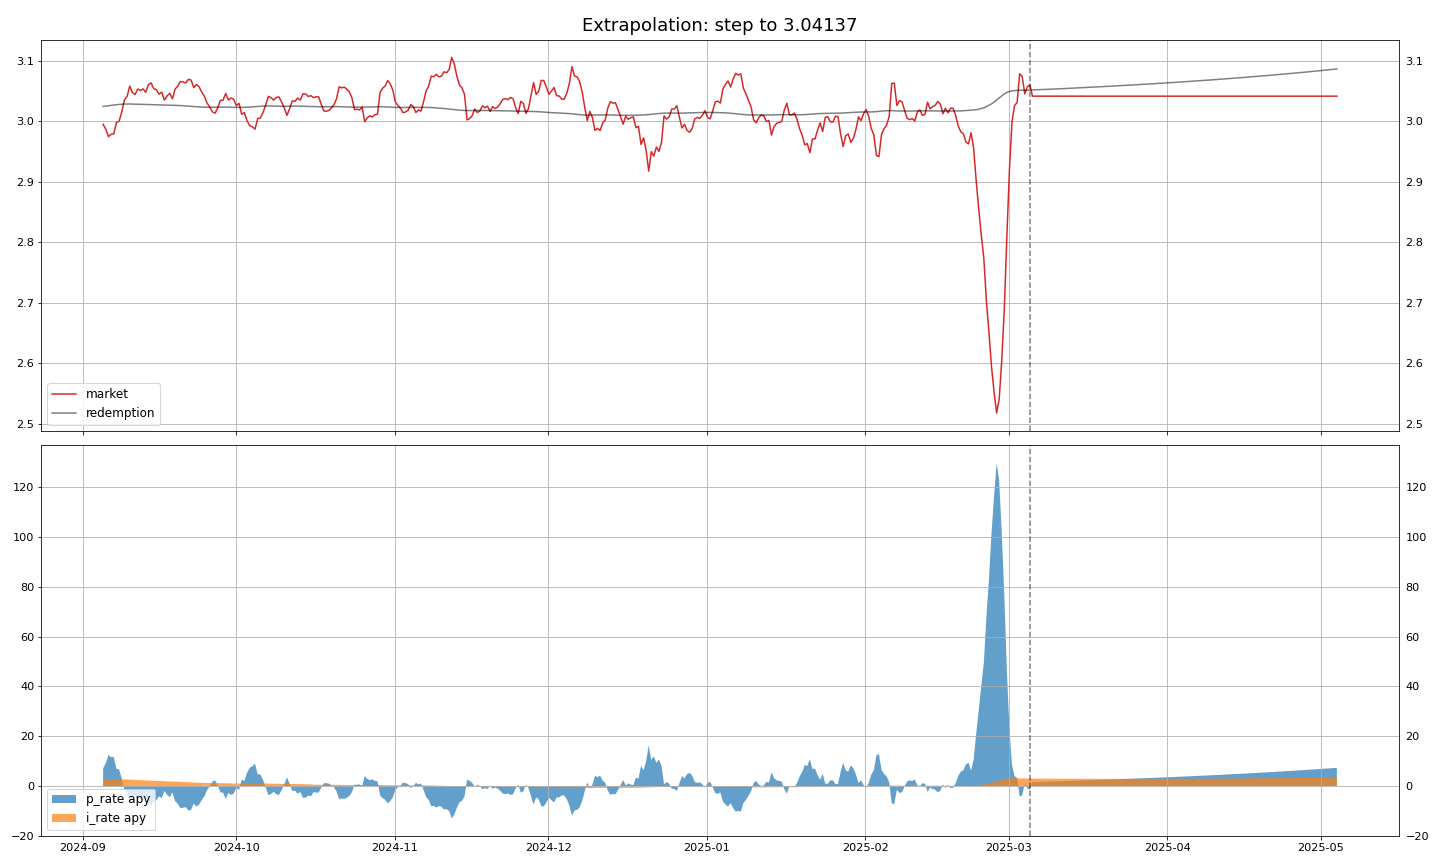 Extrapolation: step to 3.04137
3.1 3.1
3.0 3.0
2.9 2.9
2.8 2.8
2.7 2.7
2.6 2.6
2.5 2.5
market
redemption
120 120
100 100
80 80
60 60
40 40
20 20
0 0
−20 −20
p_rate apy
i_rate apy
2024-09 2024-10 2024-11 2024-12 2025-01 2025-02 2025-03 2025-04 2025-05